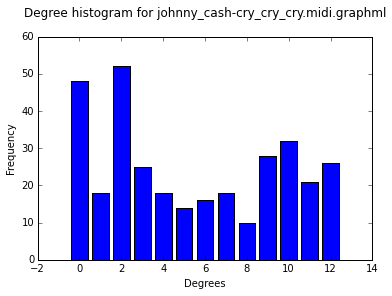 Degree histogram for johnny_cash-cry_cry_cry.midi.graphml
60
50
40
30
20
10
0
Frequency
-2 0 2 4 6 8 10 12 14
Degrees